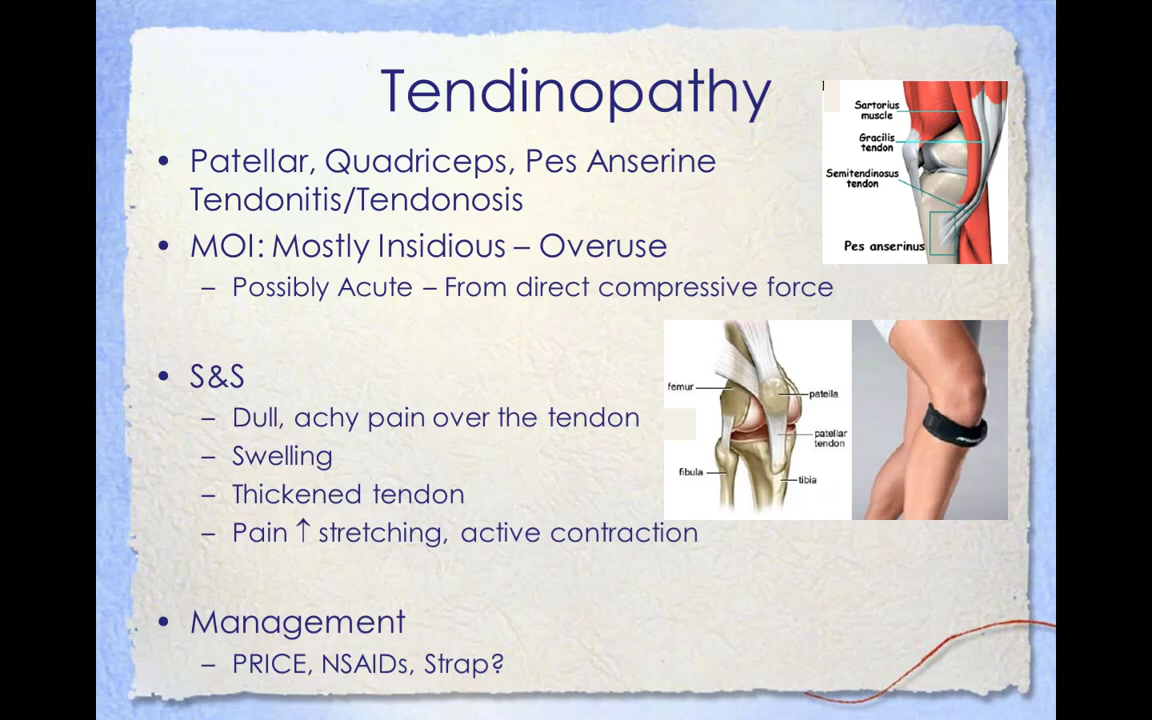 Tendinopathy
• Patellar, Quadriceps, Pes Anserine
Tendonitis/Tendonosis
• MOI: Mostly Insidious – Overuse
– Possibly Acute – From direct compressive force
• S&S
– Dull, achy pain over the tendon
– Swelling
– Thickened tendon
– Pain ↑ stretching, active contraction
• Management
– PRICE, NSAIDs, Strap?
Sartorius
muscle
Gracilis
tendon
Semitendinosus
tendon
Pes anserinus
femur
patella
patellar
tendon
fibula
tibia